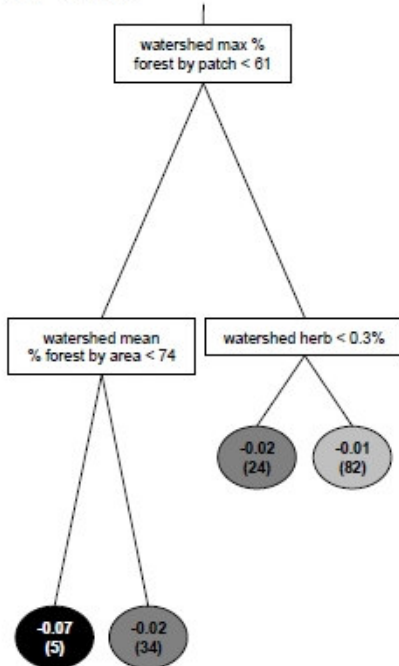 watershed max %
forest by patch < 61
watershed mean
% forest by area < 74
watershed herb < 0.3%
-0.02
(24)
-0.01
(82)
-0.07
(5)
-0.02
(34)